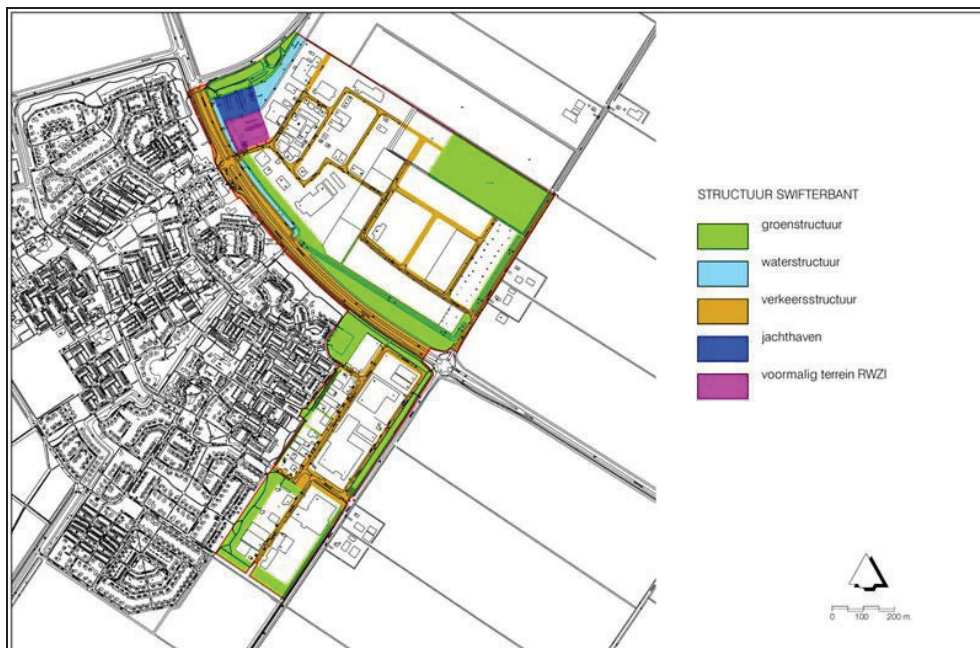 STRUCTUUR SWIFTERBANT
groenstructuur
waterstructuur
verkeersstructuur
jachthaven
voormalig terrein RWZI
0 100 200 m.